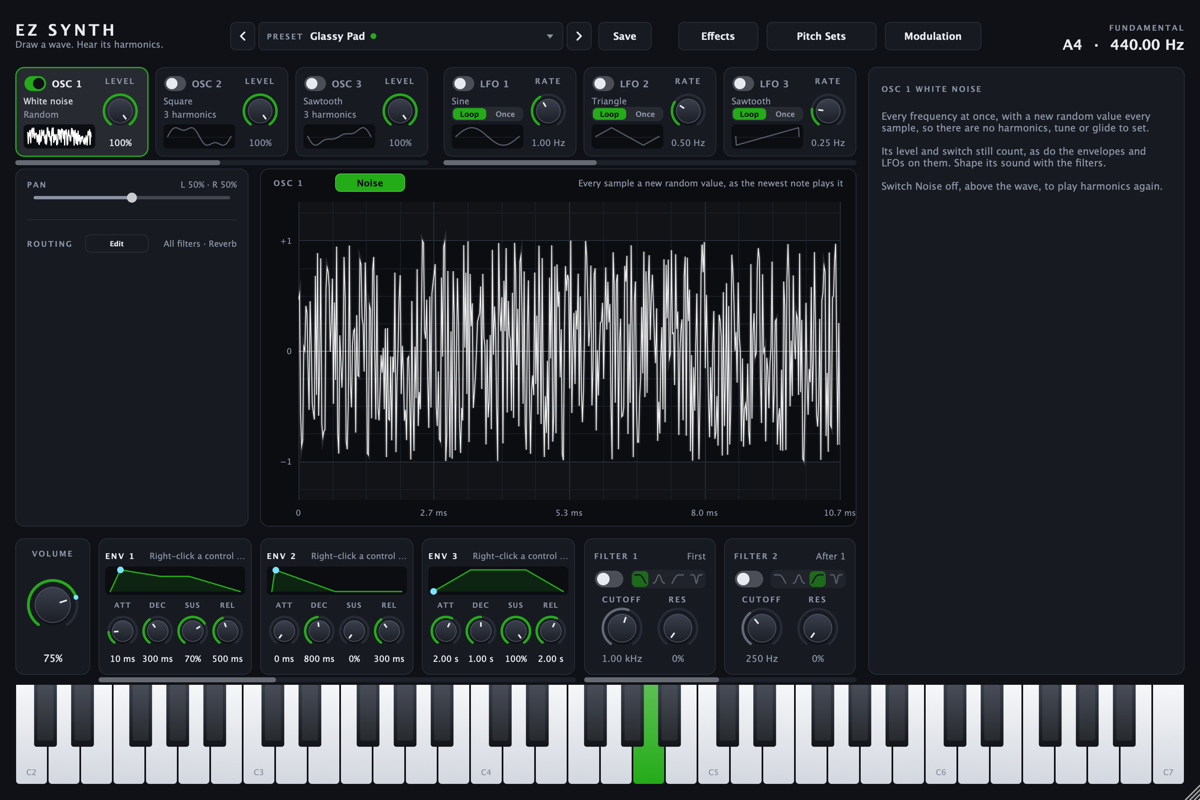 EZ SYNTH
Draw a wave. Hear its harmonics.
PRESET Glassy Pad
Save
Effects
Pitch Sets
Modulation
FUNDAMENTAL
A4 · 440.00 Hz
OSC 1
LEVEL
White noise
Random
100%
OSC 2
LEVEL
Square
3 harmonics
100%
OSC 3
LEVEL
Sawtooth
3 harmonics
100%
LFO 1
RATE
Sine
Loop Once
1.00 Hz
LFO 2
RATE
Triangle
Loop Once
0.50 Hz
LFO 3
RATE
Sawtooth
Loop Once
0.25 Hz
OSC 1 WHITE NOISE
Every frequency at once, with a new random value every
sample, so there are no harmonics, tune or glide to set.
Its level and switch still count, as do the envelopes and
LFOs on them. Shape its sound with the filters.
Switch Noise off, above the wave, to play harmonics again.
PAN
L 50% · R 50%
ROUTING
Edit
All filters · Reverb
OSC 1
Noise
Every sample a new random value, as the newest note plays it
+1
0
−1
0
2.7 ms
5.3 ms
8.0 ms
10.7 ms
VOLUME
75%
ENV 1
Right-click a control ...
ATT DEC SUS REL
10 ms 300 ms 70% 500 ms
ENV 2
Right-click a control ...
ATT DEC SUS REL
0 ms 800 ms 0% 300 ms
ENV 3
Right-click a control ...
ATT DEC SUS REL
2.00 s 1.00 s 100% 2.00 s
FILTER 1
First
CUTOFF RES
1.00 kHz 0%
FILTER 2
After 1
CUTOFF RES
250 Hz 0%
C2
C3
C4
C5
C6
C7